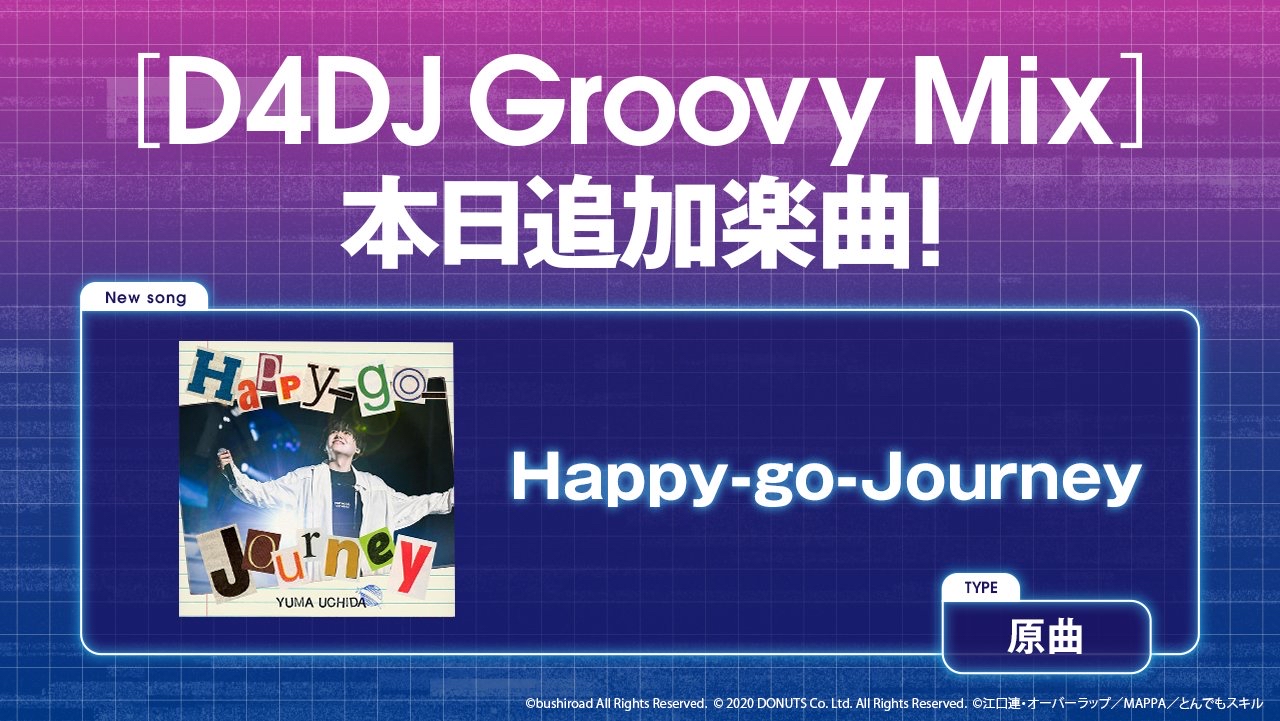 [D4DJ Groovy Mix]
本日追加楽曲！
New song
Happy-go-
Journey
YUMA UCHIDA
Happy-go-Journey
TYPE
原曲
©bushiroad All Rights Reserved. © 2020 DONUTS Co. Ltd. All Rights Reserved. ©江口連・オーバーラップ／MAPPA／とんでもスキル